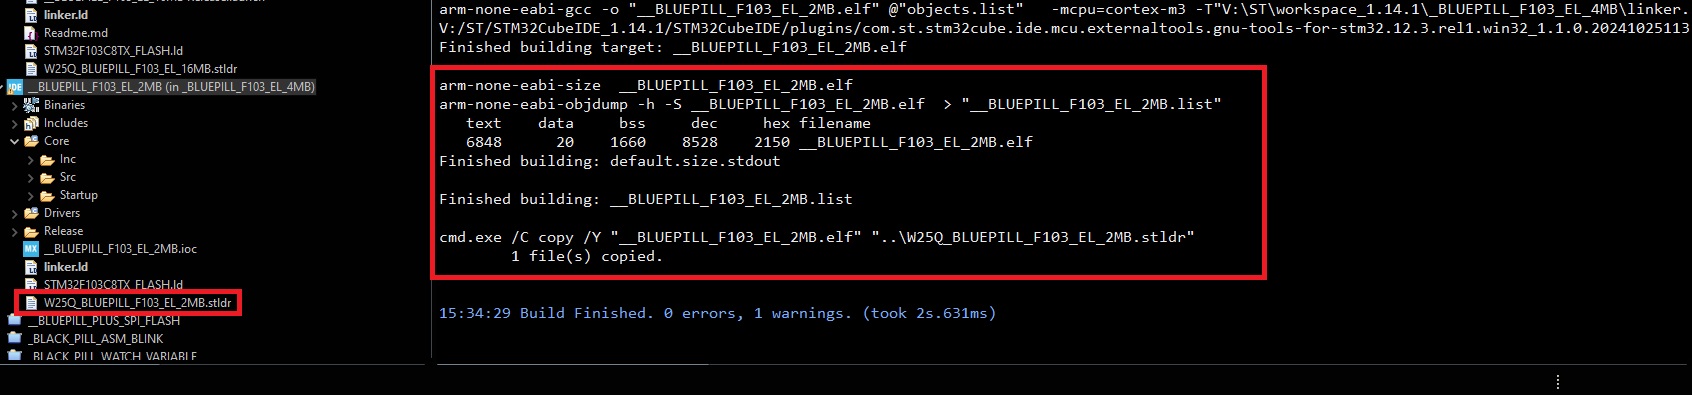 linker.ld
Readme.md
STM32F103C8TX_FLASH.ld
W25Q_BLUEPILL_F103_EL_16MB.stldr
IDE __BLUEPILL_F103_EL_2MB (in _BLUEPILL_F103_EL_4MB)
Binaries
Includes
Core
Inc
Src
Startup
Drivers
Release
MX __BLUEPILL_F103_EL_2MB.ioc
linker.ld
STM32F103C8TX_FLASH.ld
W25Q_BLUEPILL_F103_EL_2MB.stldr
__BLUEPILL_PLUS_SPI_FLASH
_BLACK_PILL_ASM_BLINK
_BLACK_PILL_WATCH_VARIABLE
arm-none-eabi-gcc -o "__BLUEPILL_F103_EL_2MB.elf" @"objects.list"   -mcpu=cortex-m3 -T"V:\ST\workspace_1.14.1\_BLUEPILL_F103_EL_4MB\linker.
V:/ST/STM32CubeIDE_1.14.1/STM32CubeIDE/plugins/com.st.stm32cube.ide.mcu.externaltools.gnu-tools-for-stm32.12.3.rel1.win32_1.1.0.20241025113
Finished building target: __BLUEPILL_F103_EL_2MB.elf
arm-none-eabi-size  __BLUEPILL_F103_EL_2MB.elf
arm-none-eabi-objdump -h -S __BLUEPILL_F103_EL_2MB.elf  > "__BLUEPILL_F103_EL_2MB.list"
text    data     bss     dec     hex filename
6848      20    1660    8528    2150 __BLUEPILL_F103_EL_2MB.elf
Finished building: default.size.stdout
Finished building: __BLUEPILL_F103_EL_2MB.list
cmd.exe /C copy /Y "__BLUEPILL_F103_EL_2MB.elf" "..\W25Q_BLUEPILL_F103_EL_2MB.stldr"
1 file(s) copied.
15:34:29 Build Finished. 0 errors, 1 warnings. (took 2s.631ms)